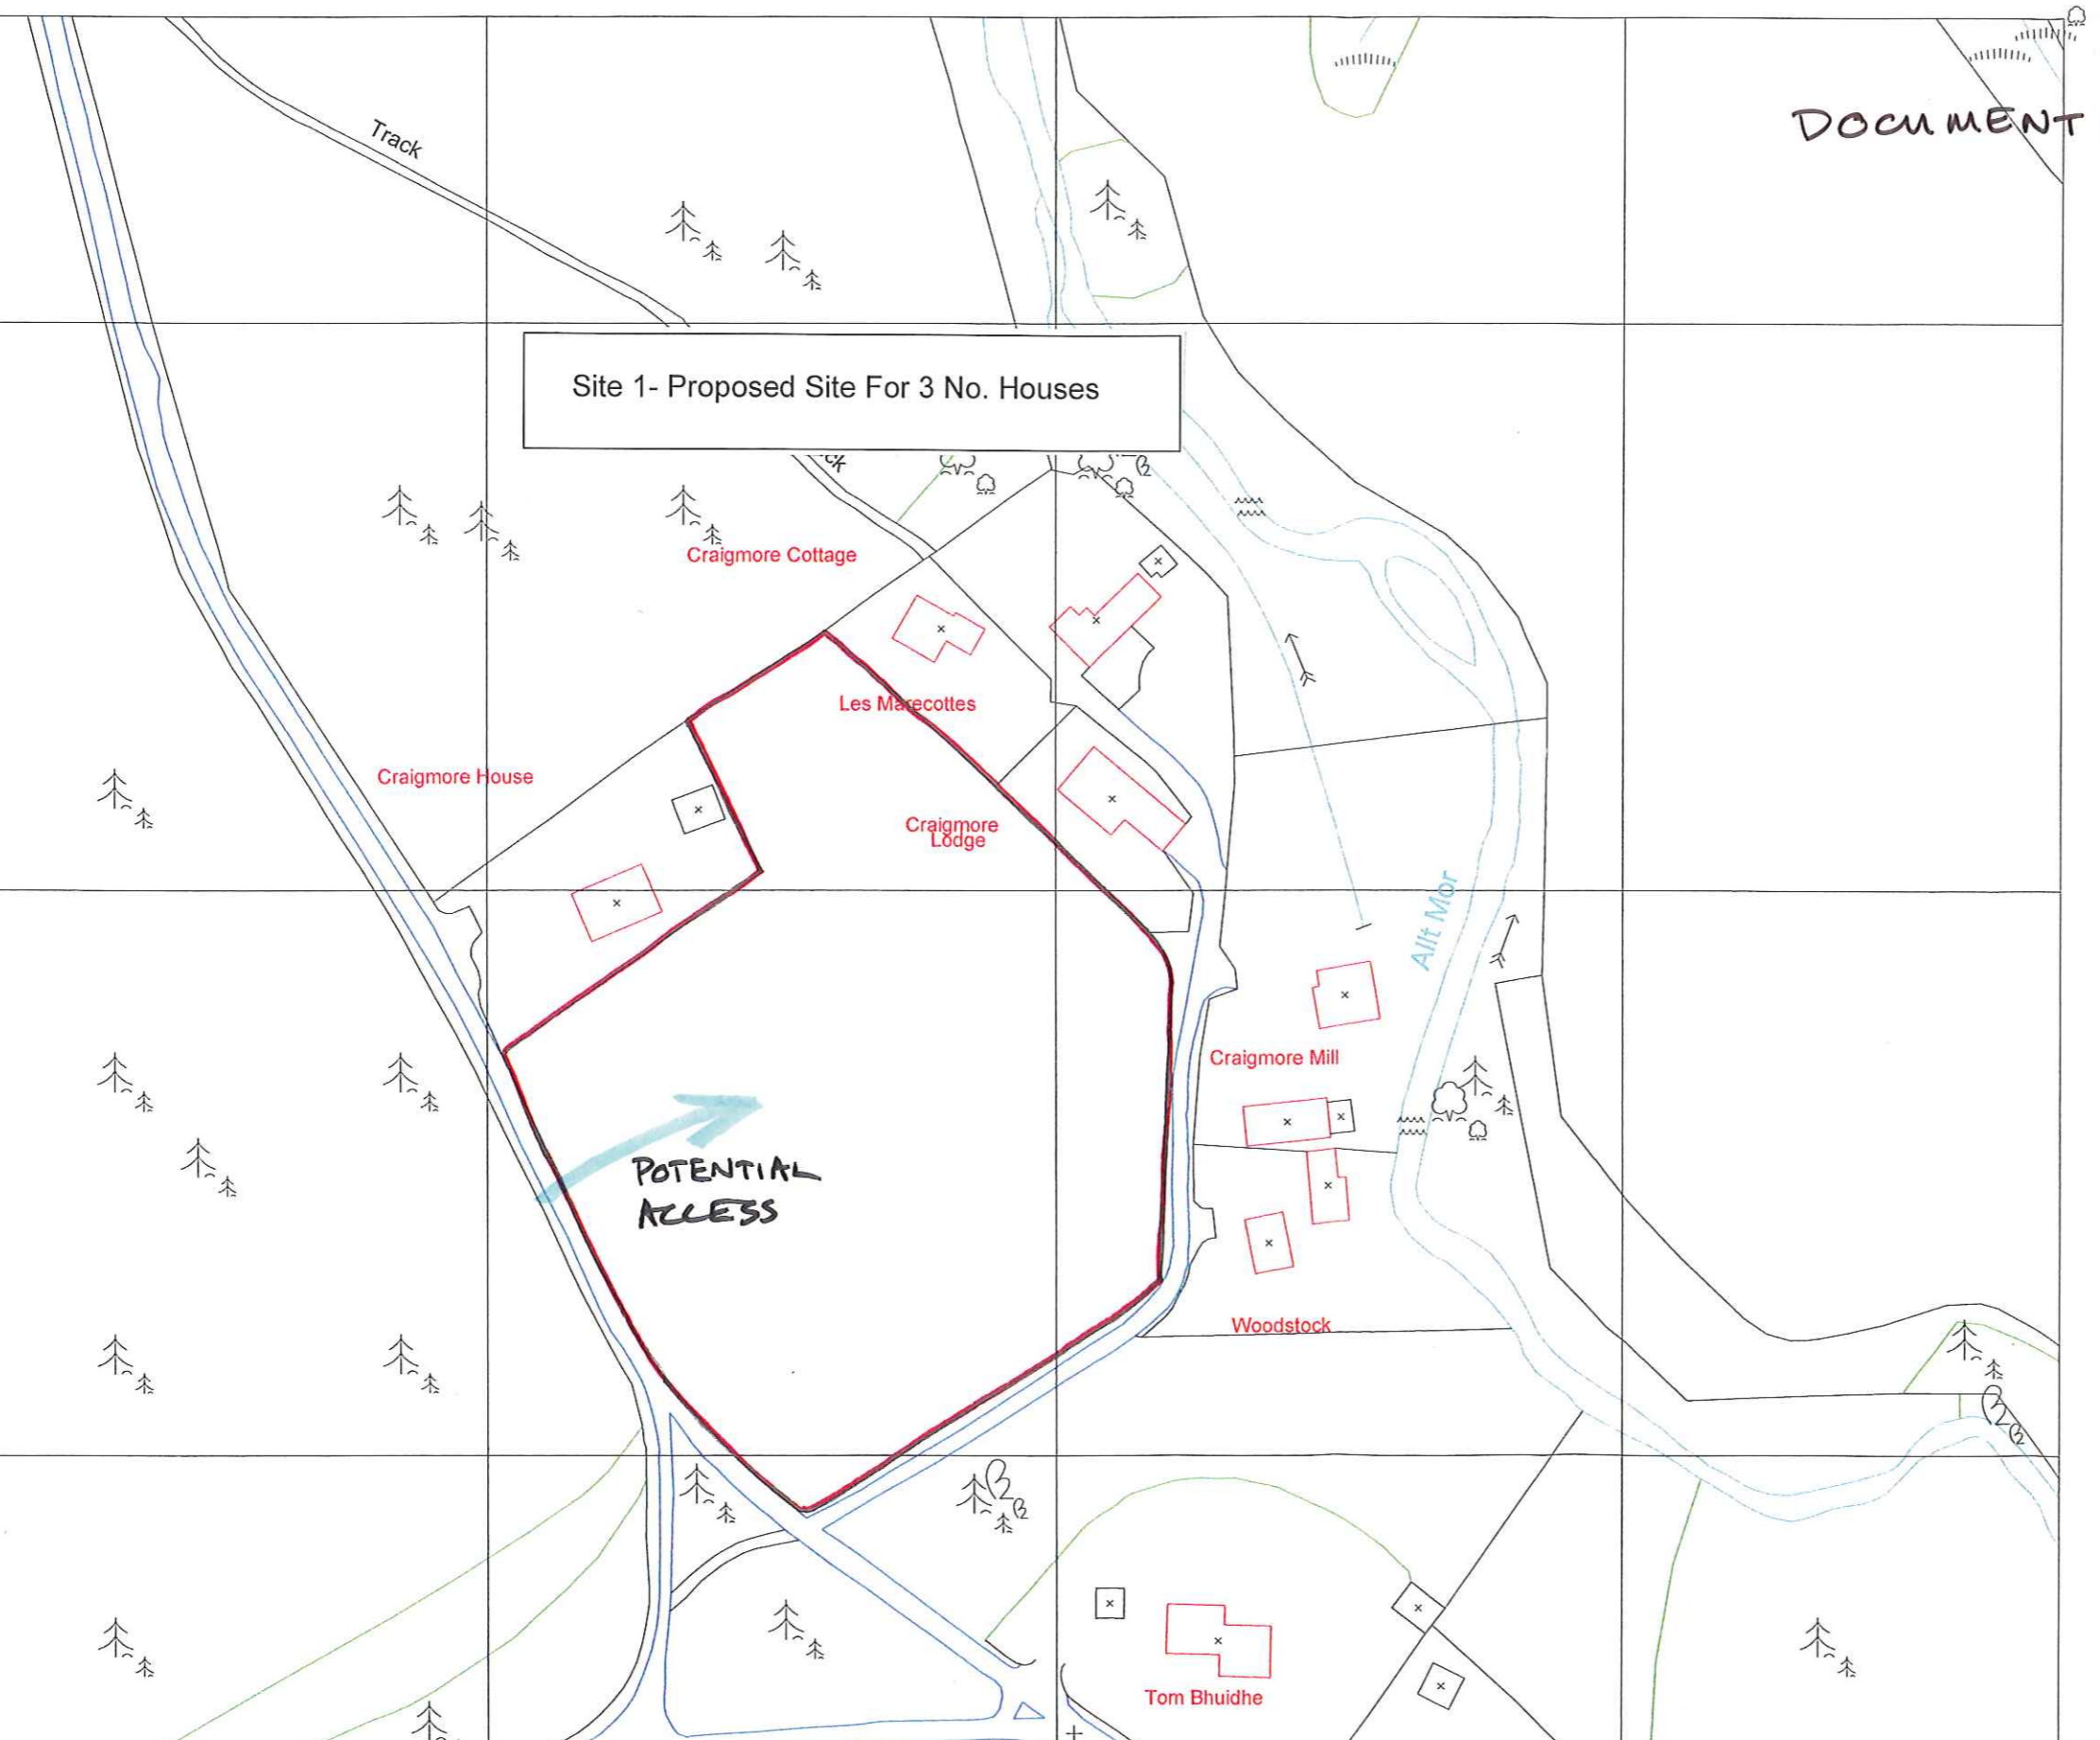 DOCUMENT
Track
Site 1- Proposed Site For 3 No. Houses
Craigmore Cottage
Les Marecottes
Craigmore House
Craigmore
Lodge
Allt Mor
Craigmore Mill
POTENTIAL
ACCESS
Woodstock
Tom Bhuidhe